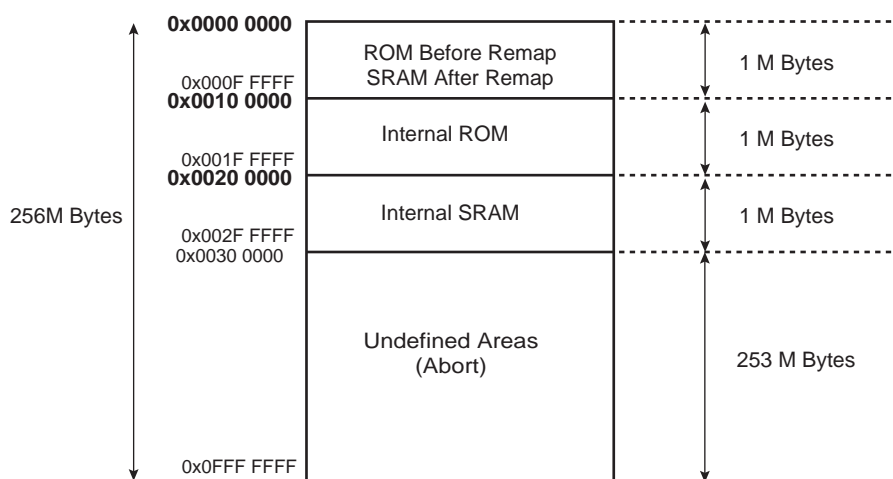 0x0000 0000
ROM Before Remap
SRAM After Remap
1 M Bytes
0x000F FFFF
0x0010 0000
Internal ROM
1 M Bytes
0x001F FFFF
0x0020 0000
256M Bytes
Internal SRAM
1 M Bytes
0x002F FFFF
0x0030 0000
Undefined Areas
(Abort)
253 M Bytes
0x0FFF FFFF